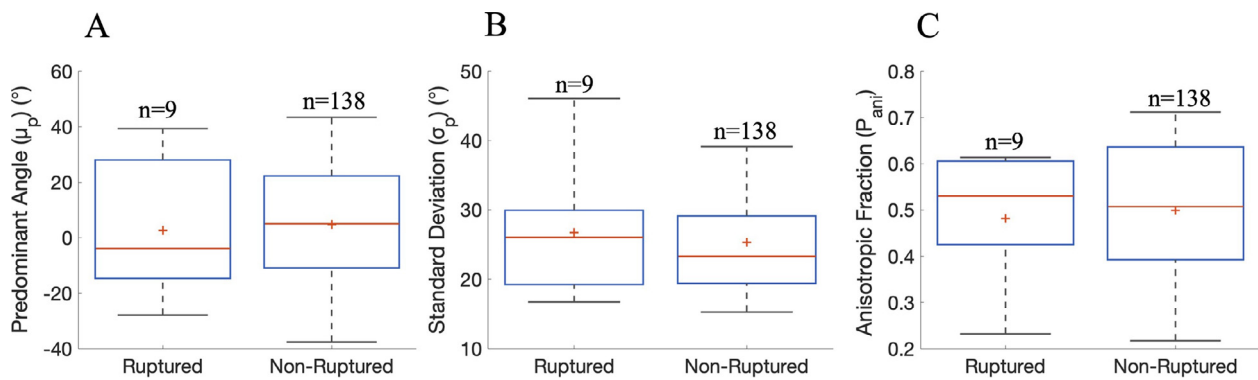 A
Predominant Angle (μp) (°)
60
40
20
0
-20
-40
n=9
n=138
Ruptured
Non-Ruptured
B
Standard Deviation (σp) (°)
50
40
30
20
10
n=9
n=138
Ruptured
Non-Ruptured
C
Anisotropic Fraction (Pani)
0.8
0.7
0.6
0.5
0.4
0.3
0.2
n=9
n=138
Ruptured
Non-Ruptured